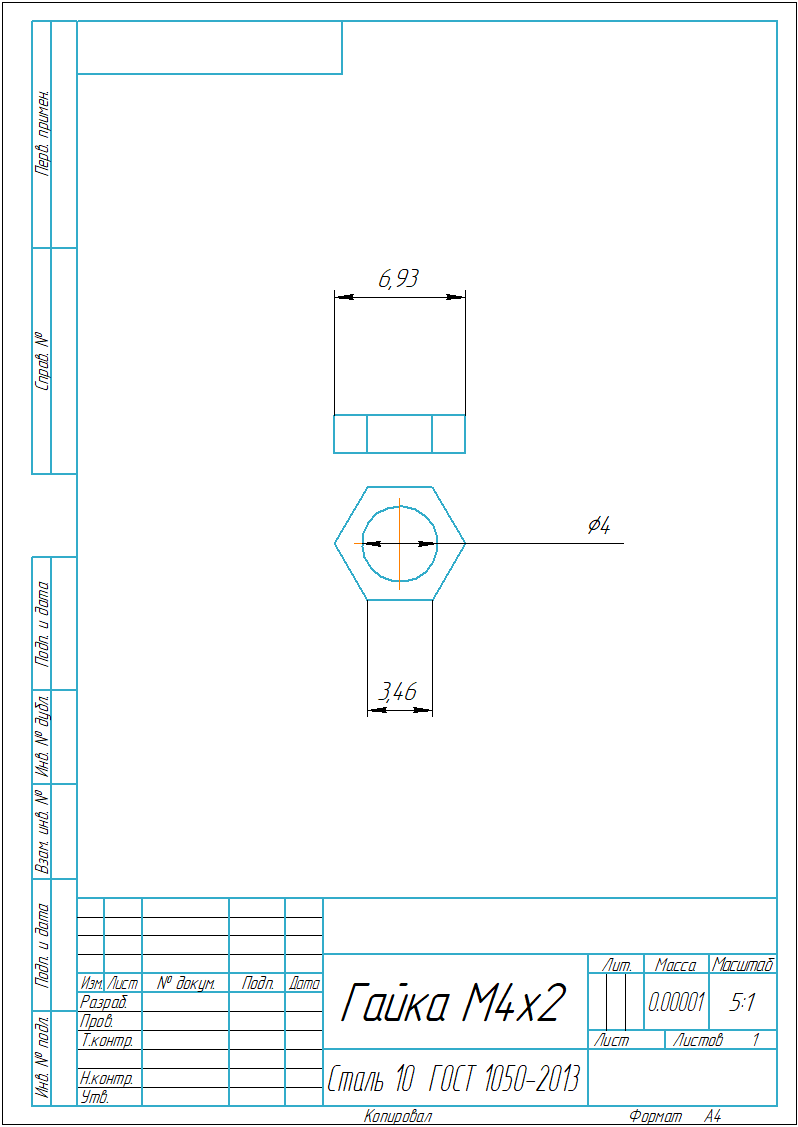 Перв. примен.
Справ. №
6,93
⌀4
3,46
Подп. и дата
Инв. № дубл.
Взам. инв. №
Подп. и дата
Инв. № подл.
Изм. Лист № докум. Подп. Дата
Разраб.
Пров.
Т.контр.
Н.контр.
Утв.
Гайка М4х2
Сталь 10 ГОСТ 1050-2013
Лит. Масса Масштаб
0.00001 5:1
Лист Листов 1
Копировал Формат А4